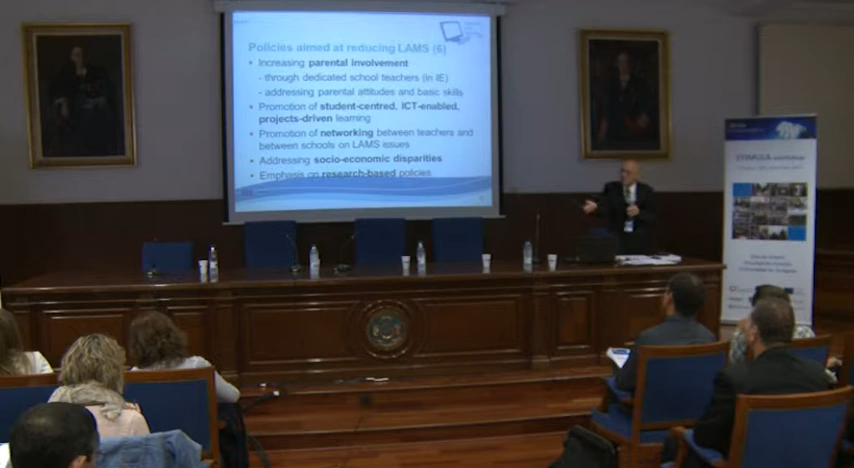 Policies aimed at reducing LAMS (6)
• Increasing parental involvement
- through dedicated school teachers (in IE)
- addressing parental attitudes and basic skills
• Promotion of student-centred, ICT-enabled,
projects-driven learning
• Promotion of networking between teachers and
between schools on LAMS issues
• Addressing socio-economic disparities
• Emphasis on research-based policies